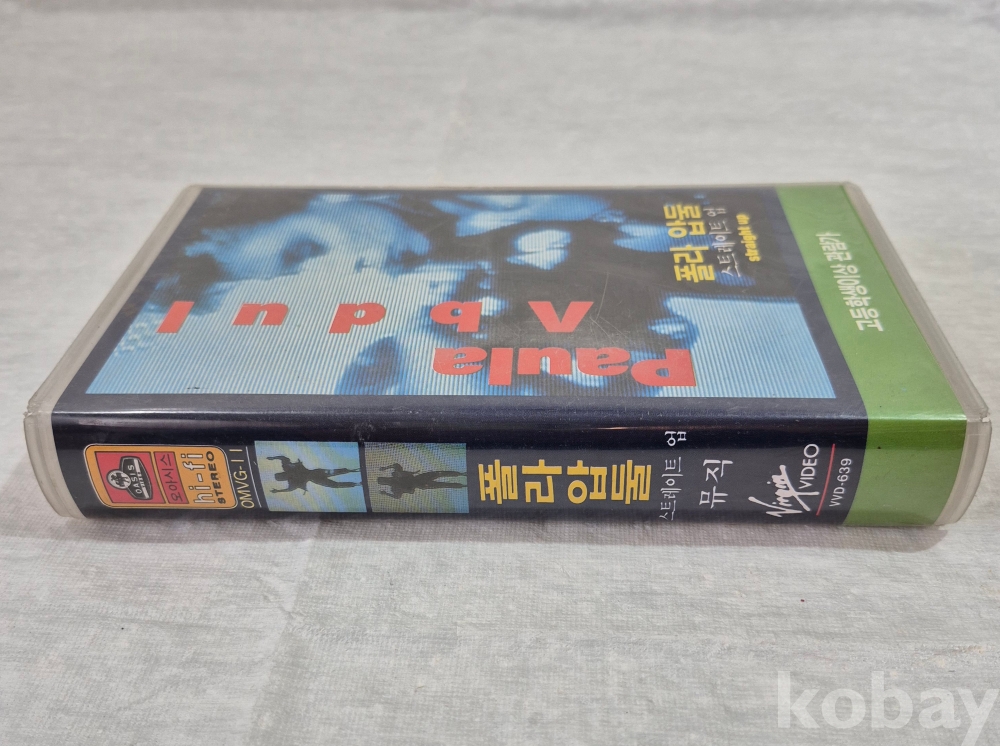 폴라 압둘
스트레이트 업
straight up
Paula
Abdul
고등학생이상 관람가
OASIS
오아시스
hi-fi
STEREO
OMVG-11
폴라압둘
스트레이트 업
뮤직
Virgin
VIDEO
VVD-639
kobay